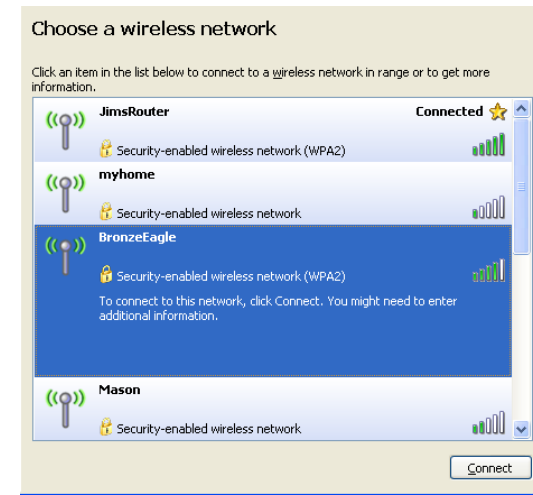 Choose a wireless network
Click an item in the list below to connect to a wireless network in range or to get more
information.
JimsRouter Connected
Security-enabled wireless network (WPA2)
myhome
Security-enabled wireless network
BronzeEagle
Security-enabled wireless network (WPA2)
To connect to this network, click Connect. You might need to enter
additional information.
Mason
Security-enabled wireless network
Connect